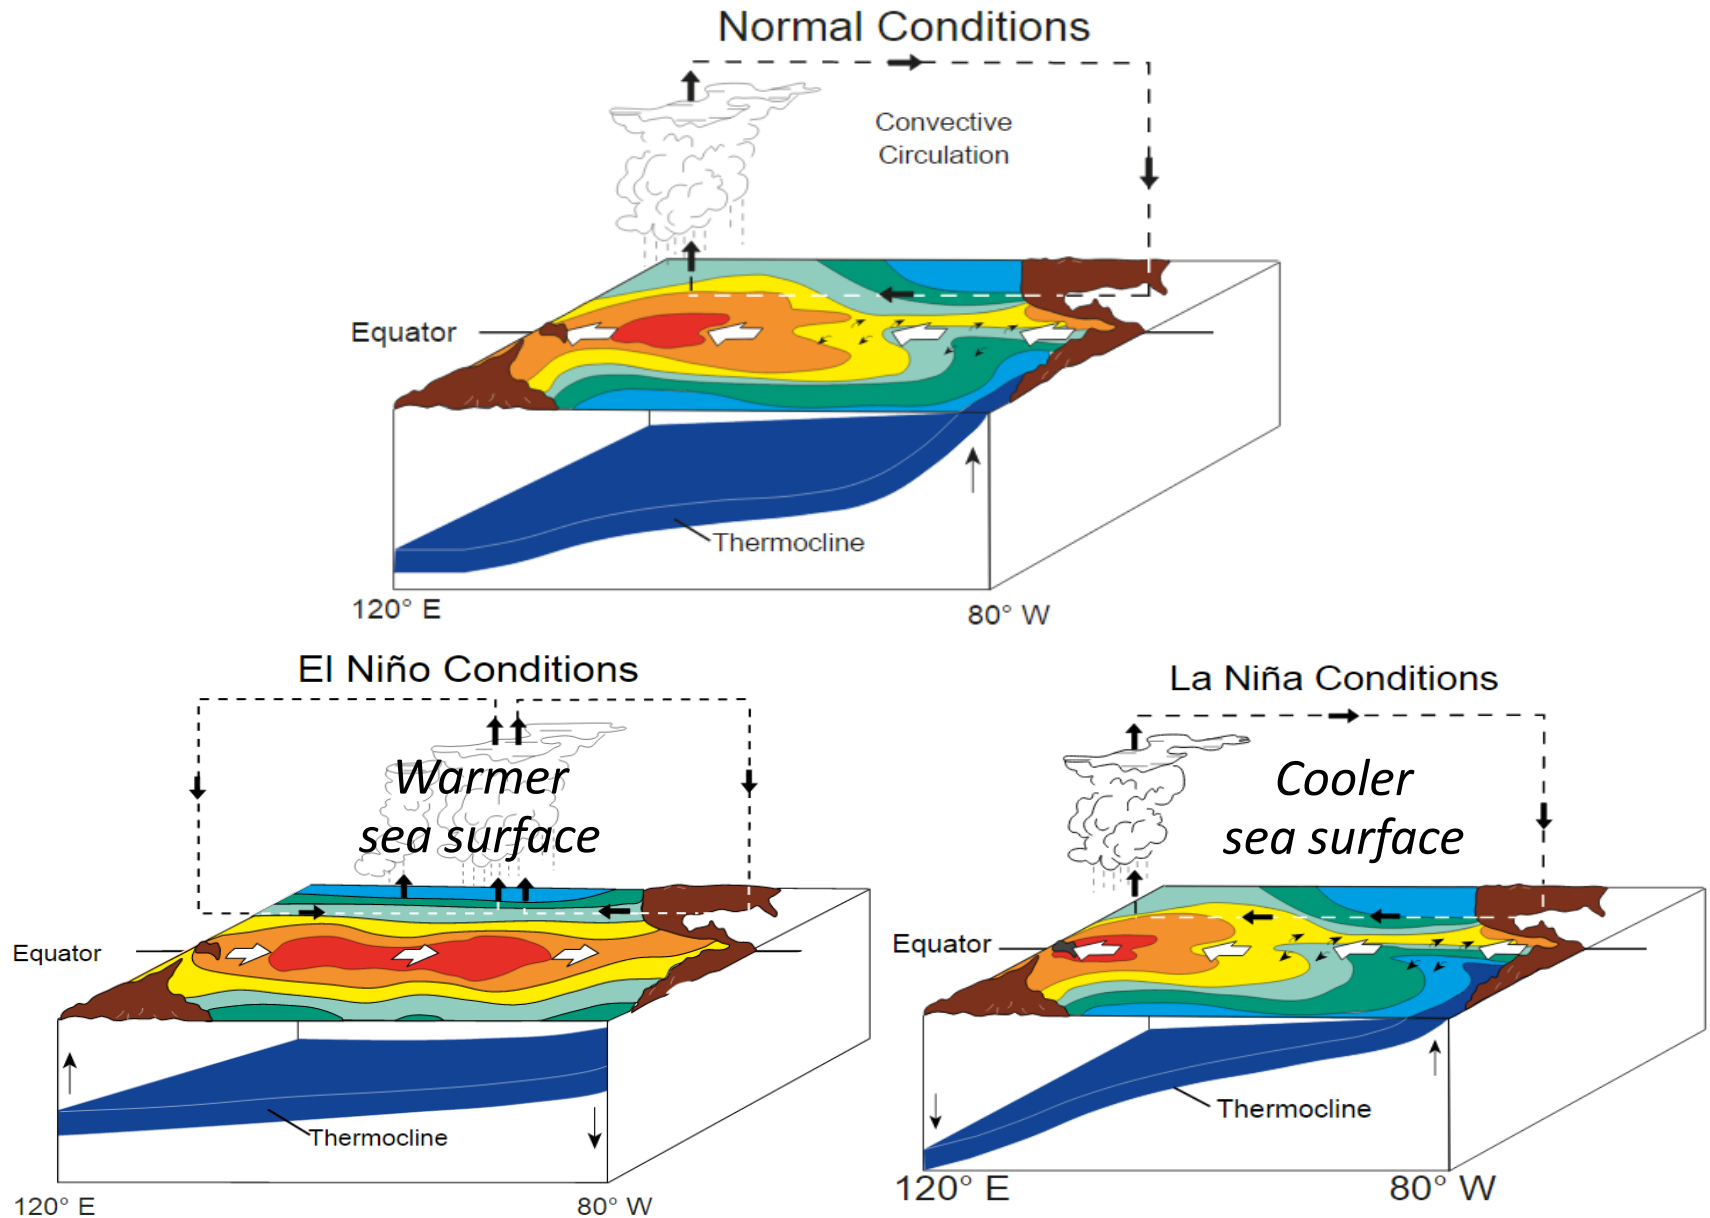 Normal Conditions
Convective
Circulation
Equator
Thermocline
120° E
80° W
El Niño Conditions
Warmer
sea surface
Equator
Thermocline
120° E
80° W
La Niña Conditions
Cooler
sea surface
Equator
Thermocline
120° E
80° W